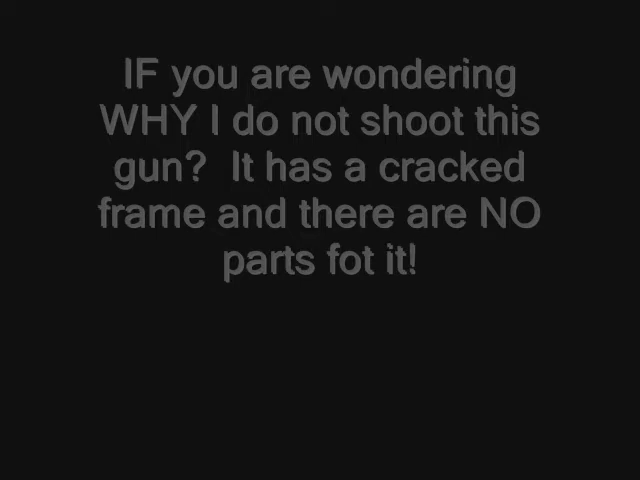 IF you are wondering
WHY I do not shoot this
gun?  It has a cracked
frame and there are NO
parts fot it!